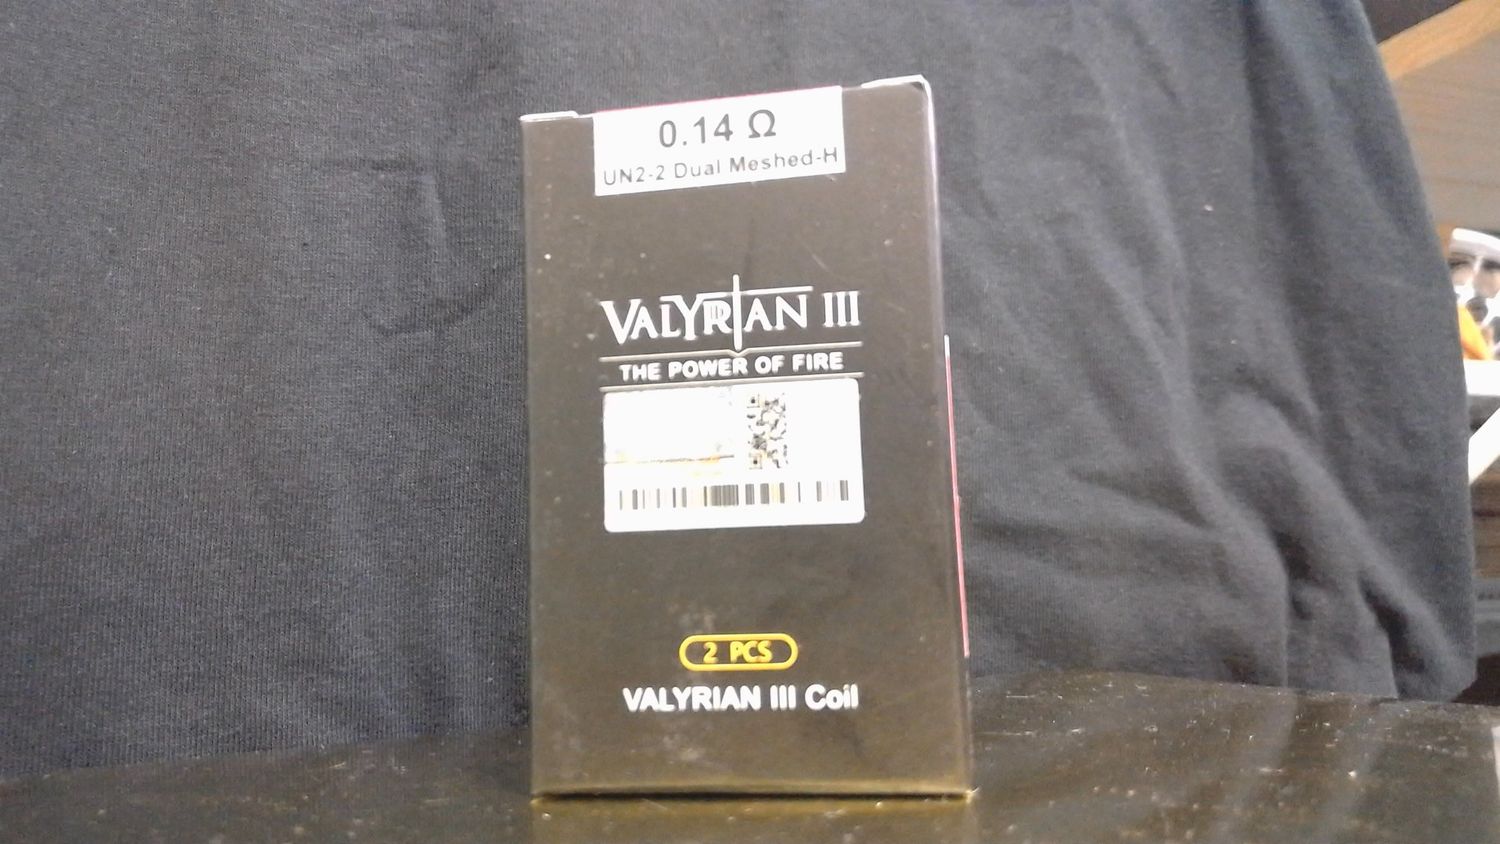 0.14 Ω
UN2-2 Dual Meshed-H
VALYRIAN III
THE POWER OF FIRE
2 PCS
VALYRIAN III Coil